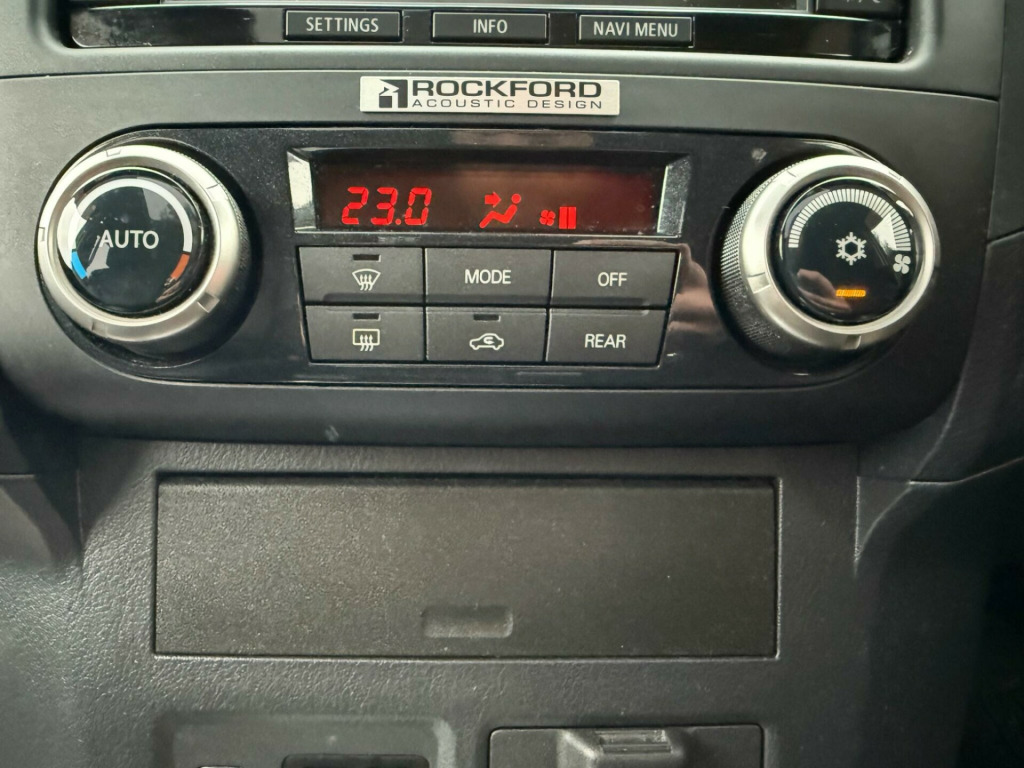 SETTINGS
INFO
NAVI MENU
ROCKFORD
ACOUSTIC DESIGN
23.0
AUTO
MODE
OFF
REAR